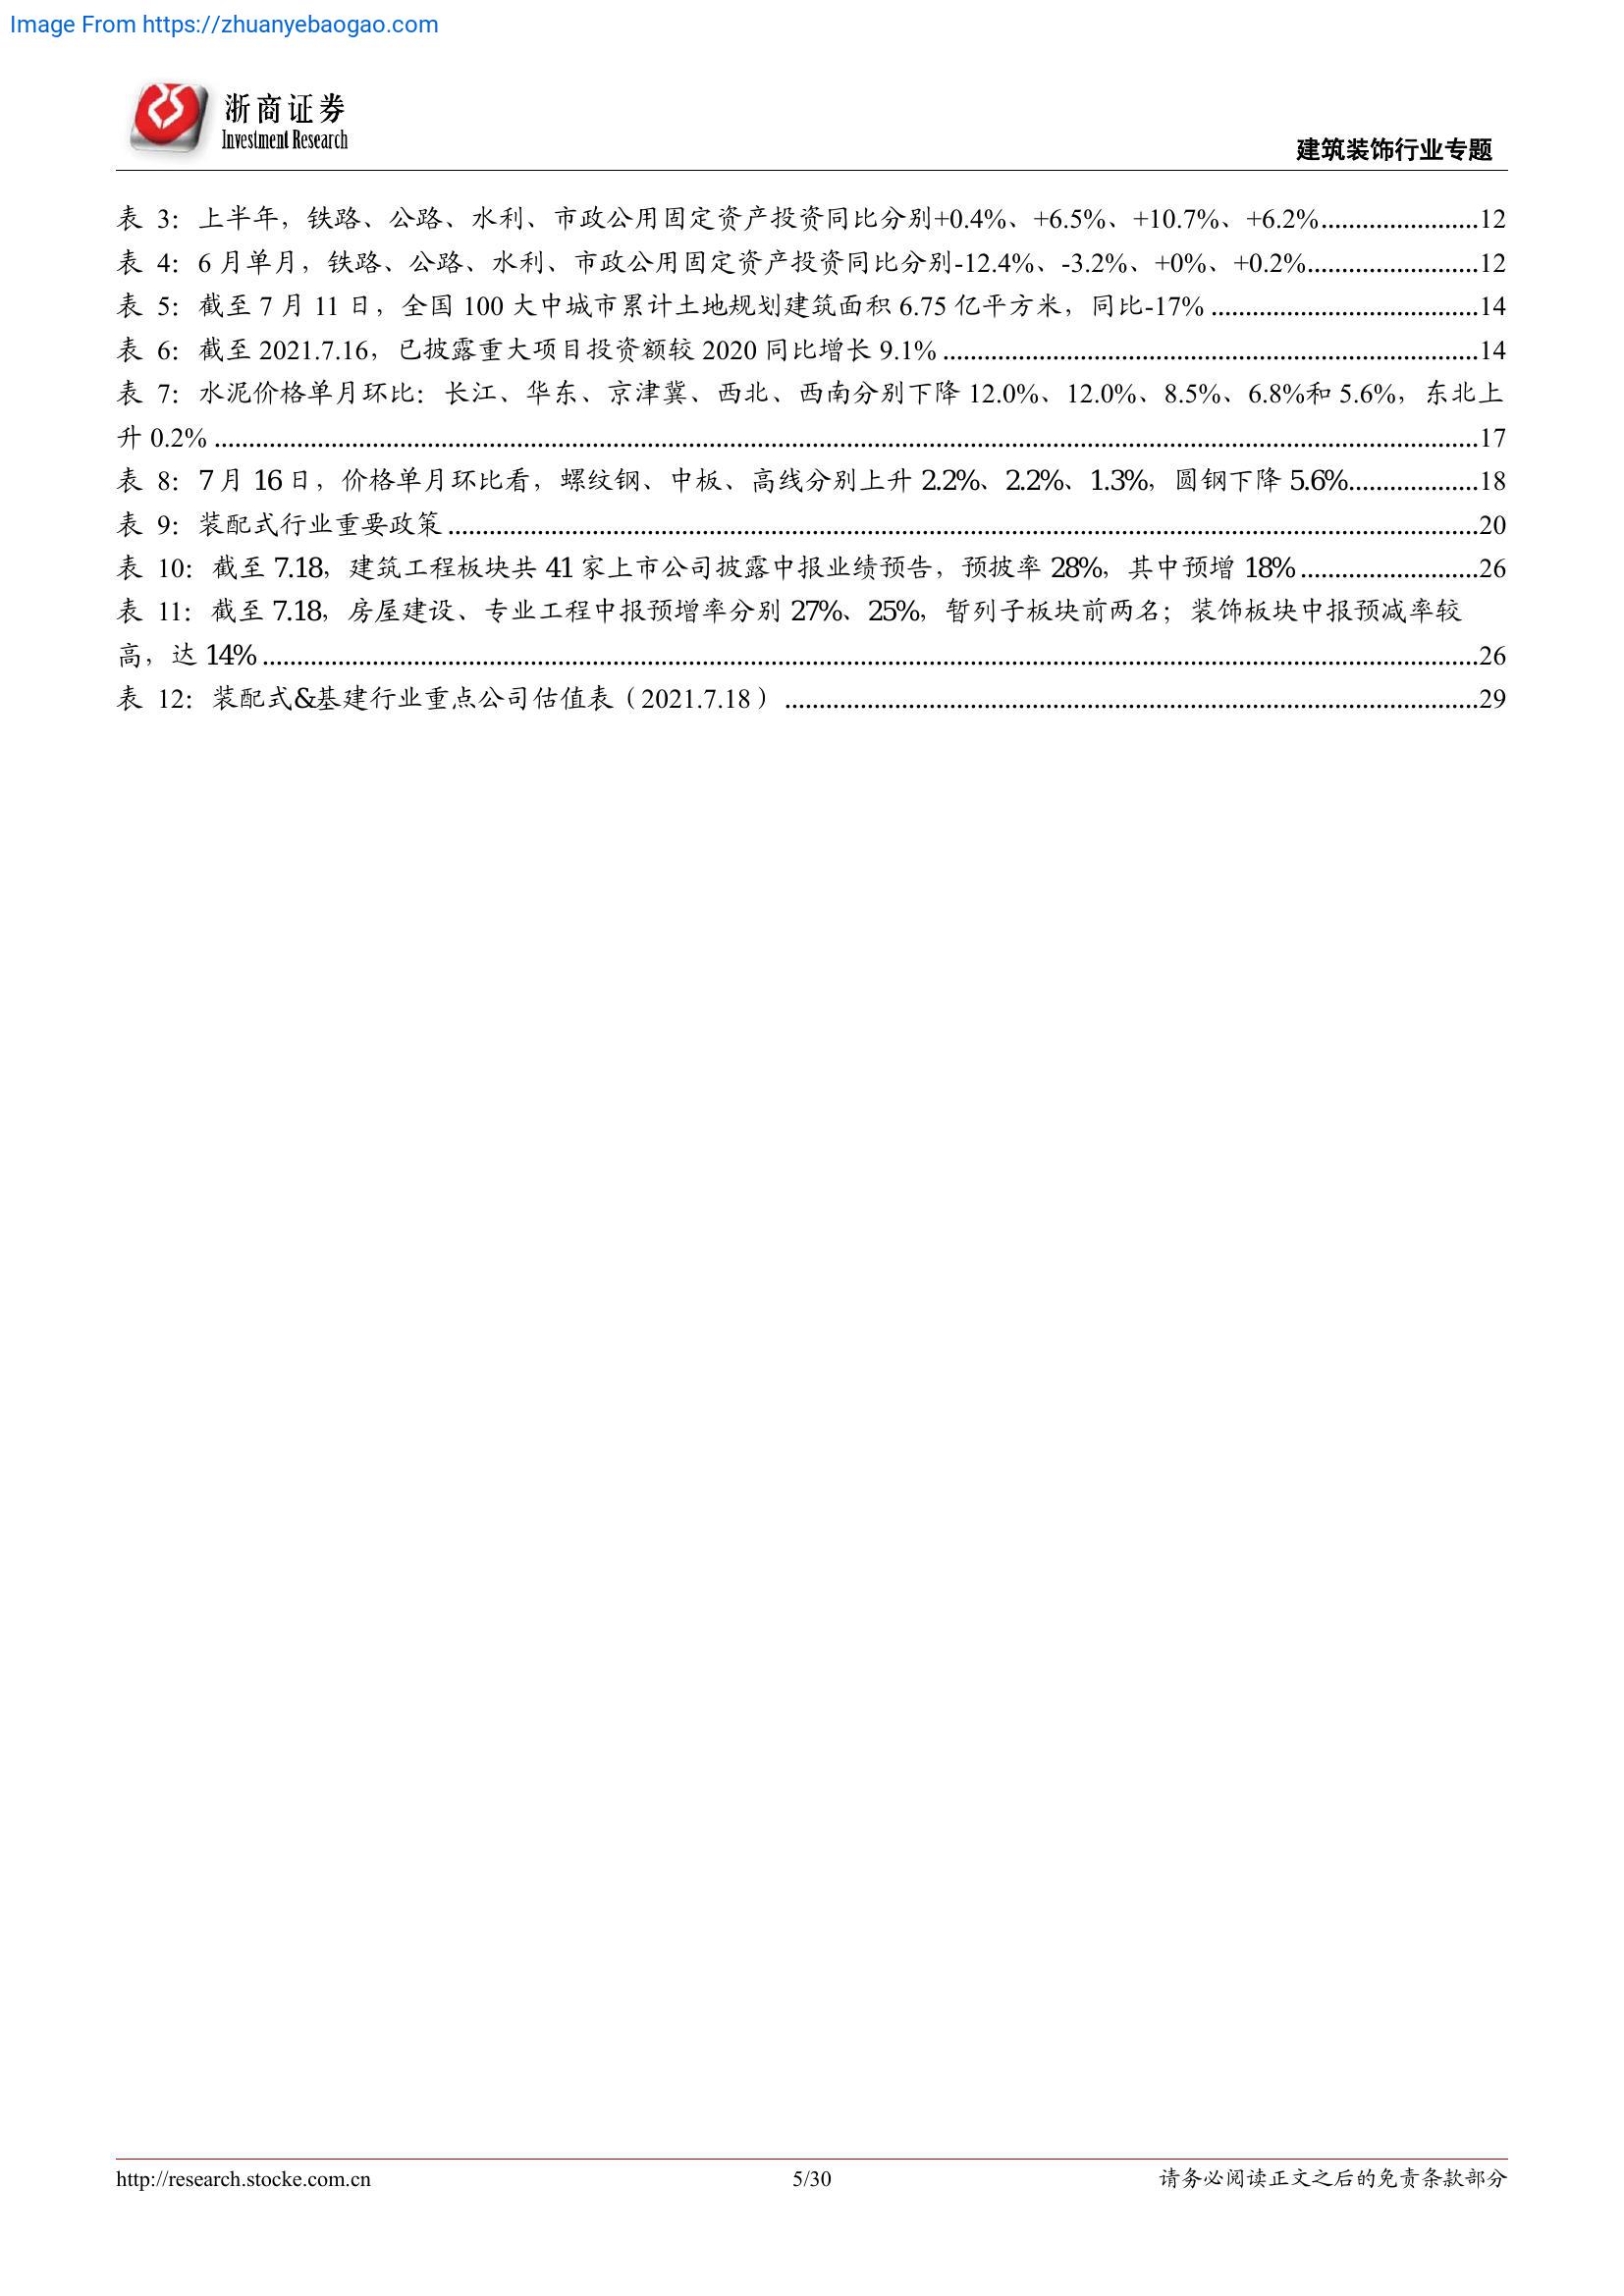 Image From https://zhuanyebaogao.com
浙商证券
Investment Research
建筑装饰行业专题
表 3：上半年，铁路、公路、水利、市政公用固定资产投资同比分别+0.4%、+6.5%、+10.7%、+6.2%.......................12
表 4：6 月单月，铁路、公路、水利、市政公用固定资产投资同比分别-12.4%、-3.2%、+0%、+0.2%.........................12
表 5：截至 7 月 11 日，全国 100 大中城市累计土地规划建筑面积 6.75 亿平方米，同比-17% .......................................14
表 6：截至 2021.7.16，已披露重大项目投资额较 2020 同比增长 9.1% ..............................................................................14
表 7：水泥价格单月环比：长江、华东、京津冀、西北、西南分别下降 12.0%、12.0%、8.5%、6.8%和 5.6%，东北上
升 0.2% ........................................................................................................................................................................................17
表 8：7 月 16 日，价格单月环比看，螺纹钢、中板、高线分别上升 2.2%、2.2%、1.3%，圆钢下降 5.6%...................18
表 9：装配式行业重要政策 ......................................................................................................................................................20
表 10：截至 7.18，建筑工程板块共 41 家上市公司披露中报业绩预告，预披率 28%，其中预增 18% ..........................26
表 11：截至 7.18，房屋建设、专业工程中报预增率分别 27%、25%，暂列子板块前两名；装饰板块中报预减率较
高，达 14% .................................................................................................................................................................................26
表 12：装配式&基建行业重点公司估值表（2021.7.18） .....................................................................................................29
http://research.stocke.com.cn
5/30
请务必阅读正文之后的免责条款部分